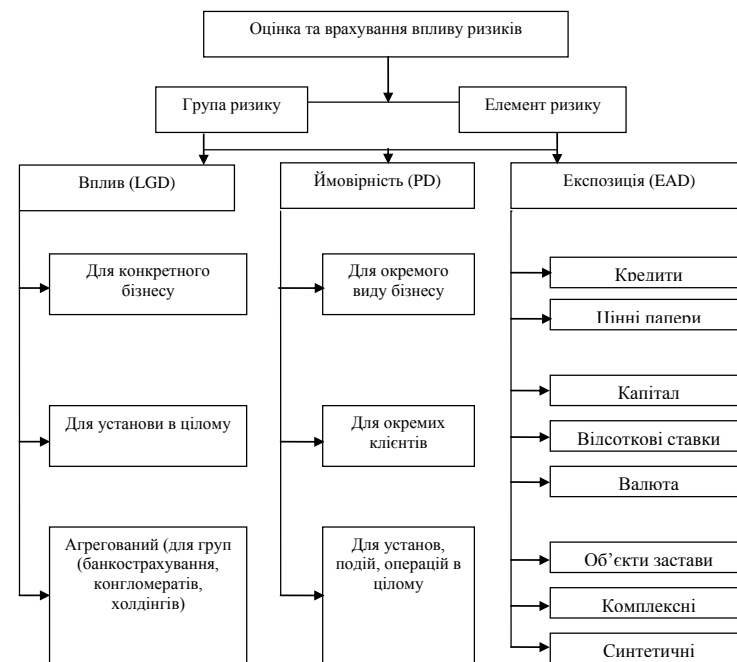 Оцінка та врахування впливу ризиків
Група ризику
Елемент ризику
Вплив (LGD)
Ймовірність (PD)
Експозиція (EAD)
Для конкретного
бізнесу
Для установи в цілому
Агрегований (для груп
(банкострахування,
конгломератів,
холдінгів)
Для окремого
виду бізнесу
Для окремих
клієнтів
Для установ,
подій, операцій в
цілому
Кредити
Цінні папери
Капітал
Відсоткові ставки
Валюта
Об’єкти застави
Комплексні
Синтетичні